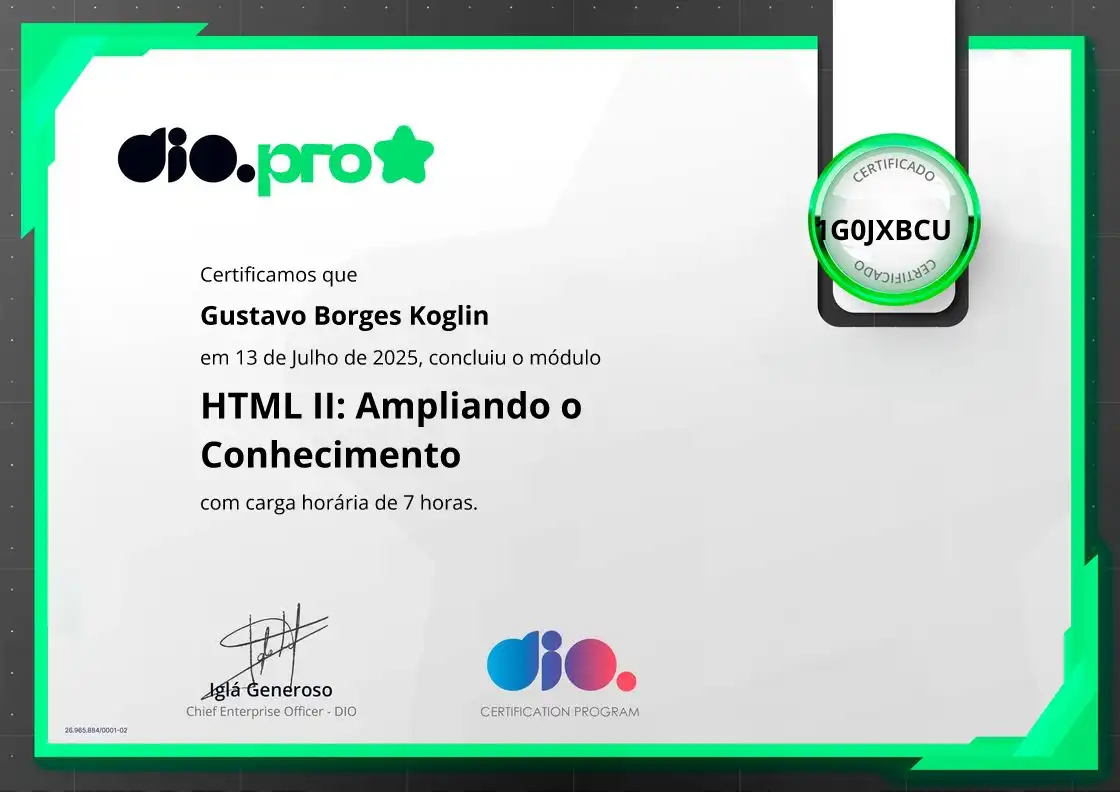 dio.pro
CERTIFICADO
1G0JXBCU
CERTIFICADO
Certificamos que
Gustavo Borges Koglin
em 13 de Julho de 2025, concluiu o módulo
HTML II: Ampliando o
Conhecimento
com carga horária de 7 horas.
Iglá Generoso
Chief Enterprise Officer - DIO
dio.
CERTIFICATION PROGRAM
26.965.884/0001-02